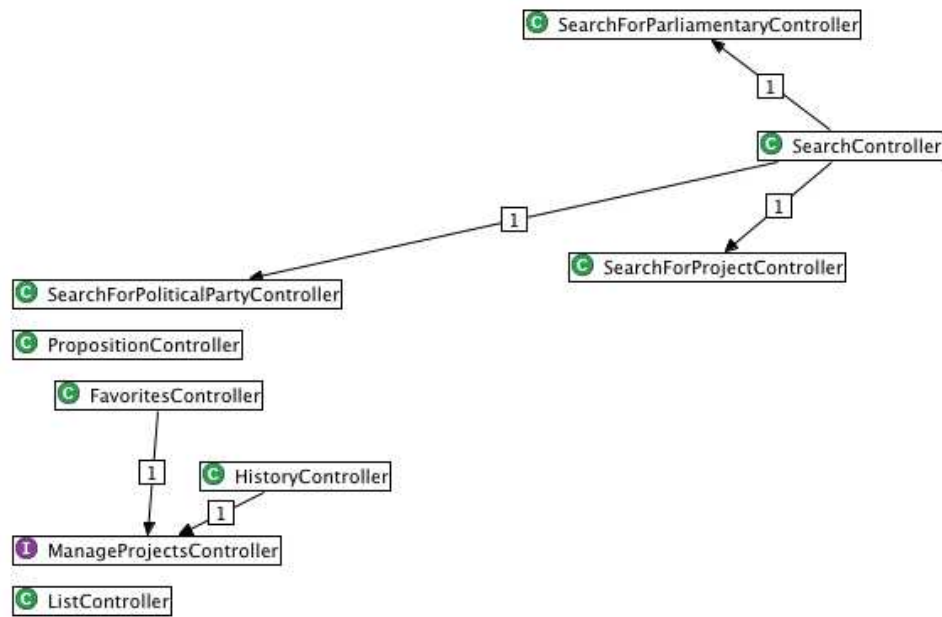 C SearchForParliamentaryController
1
C SearchController
1
1
C SearchForProjectController
C SearchForPoliticalPartyController
C PropositionController
C FavoritesController
1
C HistoryController
1
I ManageProjectsController
C ListController